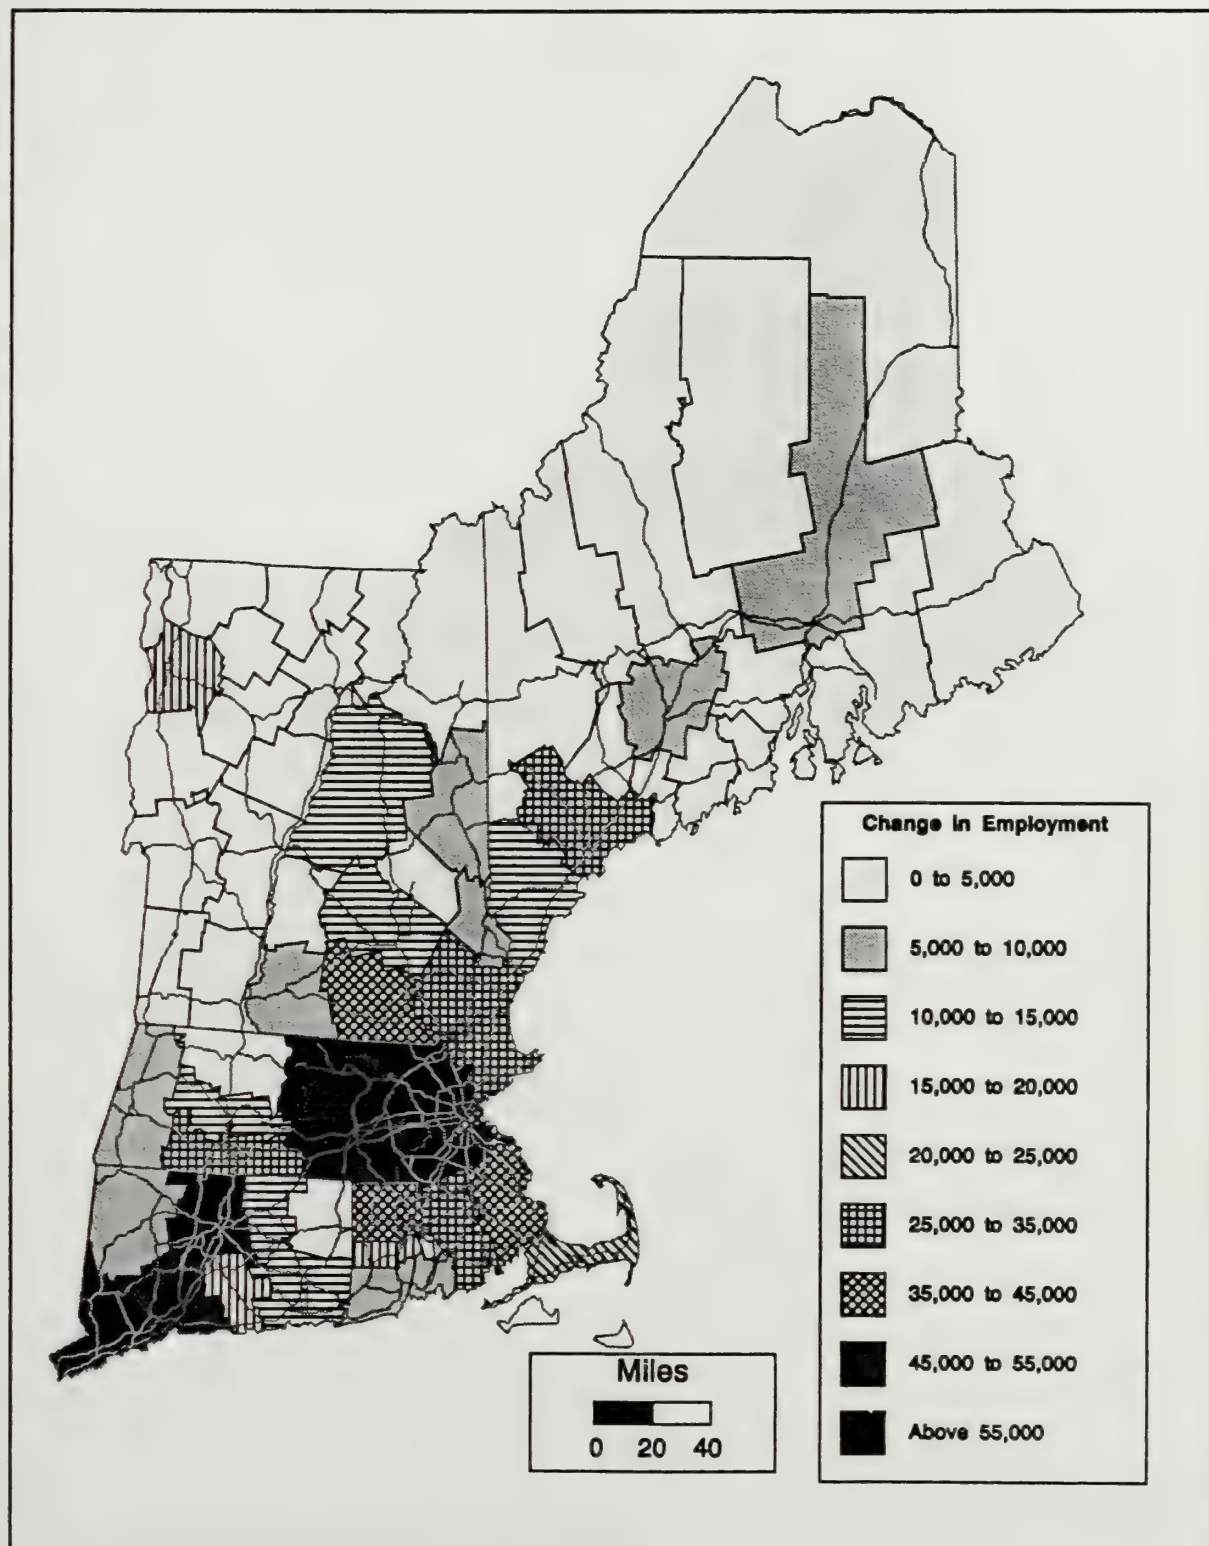 Change in Employment
0 to 5,000
5,000 to 10,000
10,000 to 15,000
15,000 to 20,000
20,000 to 25,000
25,000 to 35,000
35,000 to 45,000
45,000 to 55,000
Above 55,000
Miles
0 20 40